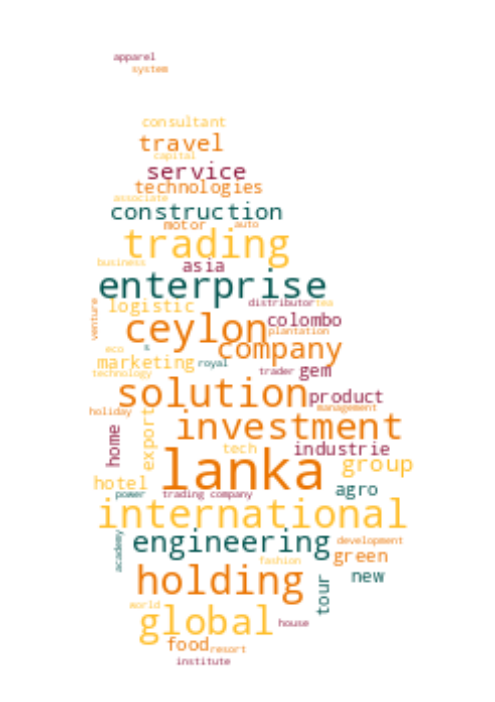 apparel
system
consultant
travel
capital
service
technologies
associate
construction
motor auto
trading
business asia
enterprise
venture logistic distributor tea
ceylon colombo
plantation
eco s company
marketing royal
technology trader gem
solution product
holiday management
investment
home export tech industrie
lanka group
hotel
power trading company agro
international
academy engineering development
fashion green
holding tour new
world
global house
food resort
institute